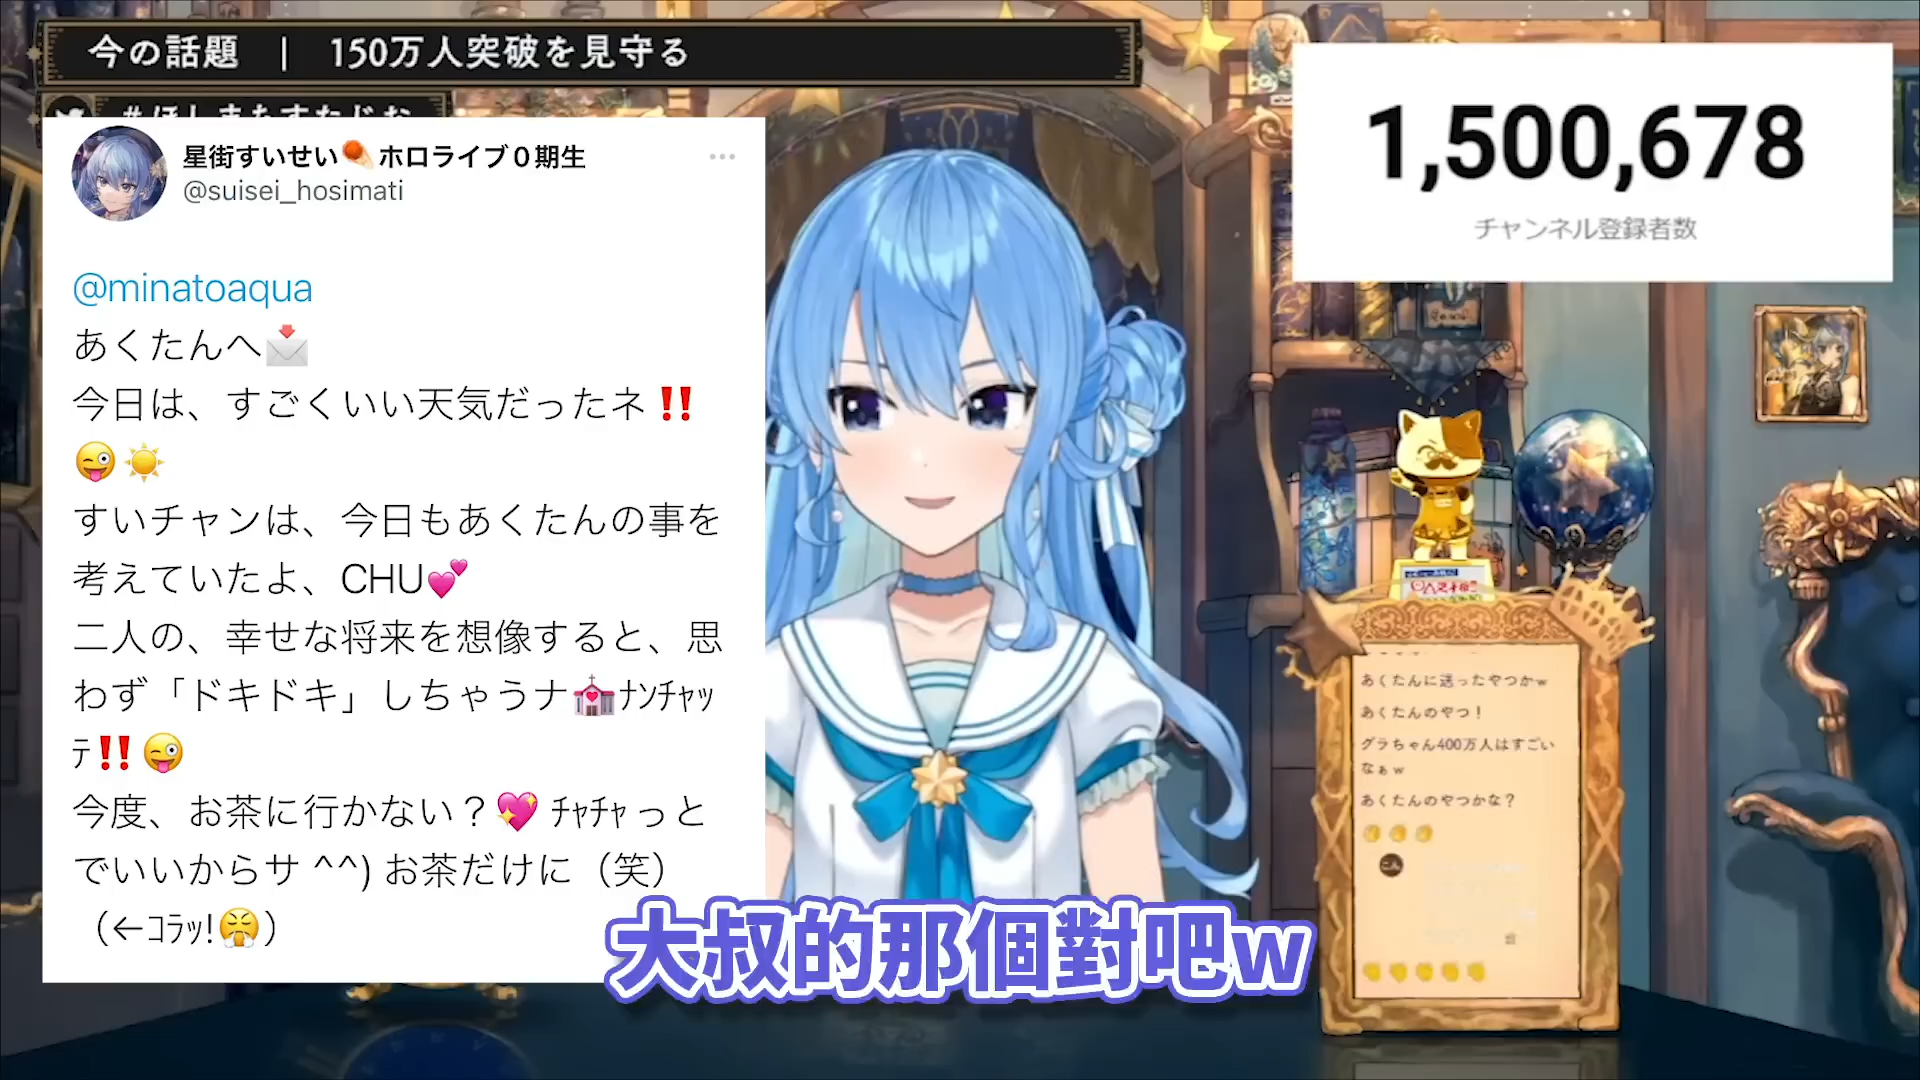 今の話題 | 150万人突破を見守る
#ほしまちすたじお
星街すいせい☄️ホロライブ0期生
@suisei_hosimati
@minatoaqua
あくたんへ📩
今日は、すごくいい天気だったネ‼️
😜☀️
すいチャンは、今日もあくたんの事を
考えていたよ、CHU💕
二人の、幸せな将来を想像すると、思
わず「ドキドキ」しちゃうナ💒ﾅﾝﾁｬｯ
ﾃ‼️😜
今度、お茶に行かない？💖ﾁｬﾁｬっと
でいいからサ ^^) お茶だけに（笑）
（←ｺﾗｯ!😤）
1,500,678
チャンネル登録者数
あくたんに送ったやつかw
あくたんのやつ！
グラちゃん400万人はすごい
なぁw
あくたんのやつかな？
大叔的那個對吧w